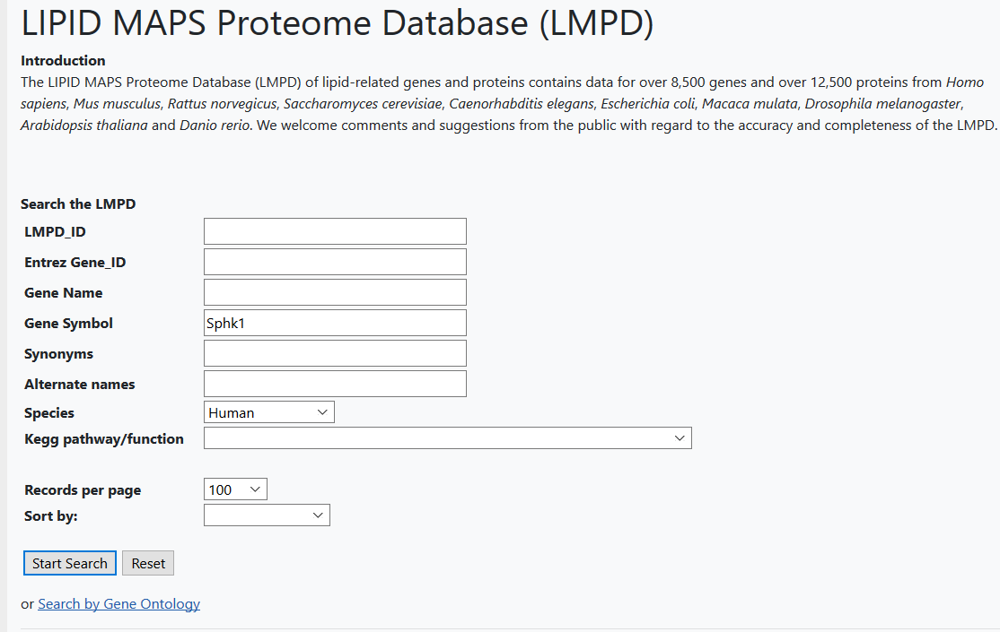 LIPID MAPS Proteome Database (LMPD)
Introduction
The LIPID MAPS Proteome Database (LMPD) of lipid-related genes and proteins contains data for over 8,500 genes and over 12,500 proteins from Homo
sapiens, Mus musculus, Rattus norvegicus, Saccharomyces cerevisiae, Caenorhabditis elegans, Escherichia coli, Macaca mulata, Drosophila melanogaster,
Arabidopsis thaliana and Danio rerio. We welcome comments and suggestions from the public with regard to the accuracy and completeness of the LMPD.
Search the LMPD
LMPD_ID
Entrez Gene_ID
Gene Name
Gene Symbol Sphk1
Synonyms
Alternate names
Species Human
Kegg pathway/function
Records per page 100
Sort by:
Start Search Reset
or Search by Gene Ontology